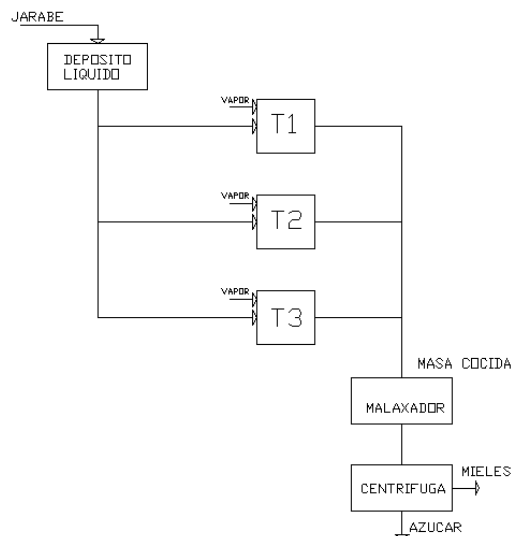 JARABE
DEPOSITO
LIQUIDO
VAPOR
T1
VAPOR
T2
VAPOR
T3
MASA COCIDA
MALAXADOR
MIELES
CENTRIFUGA
AZUCAR